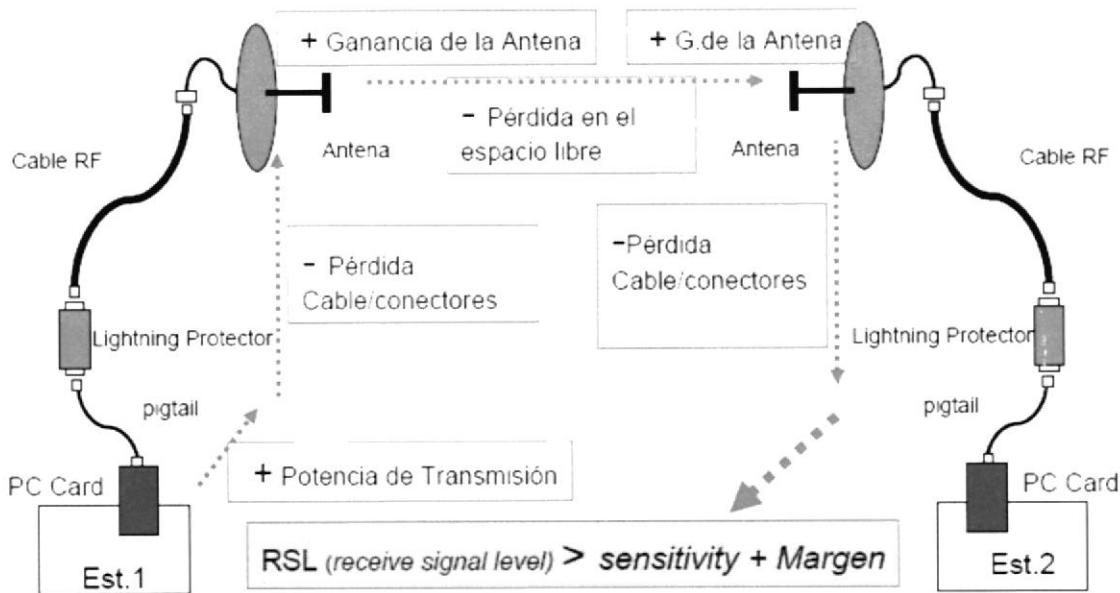 + Ganancia de la Antena
+ G.de la Antena
- Pérdida en el
espacio libre
Antena
Antena
Cable RF
Cable RF
- Pérdida
Cable/conectores
-Pérdida
Cable/conectores
Lightning Protector
Lightning Protector
pigtail
pigtail
+ Potencia de Transmisión
PC Card
PC Card
RSL (receive signal level) > sensitivity + Margen
Est.1
Est.2